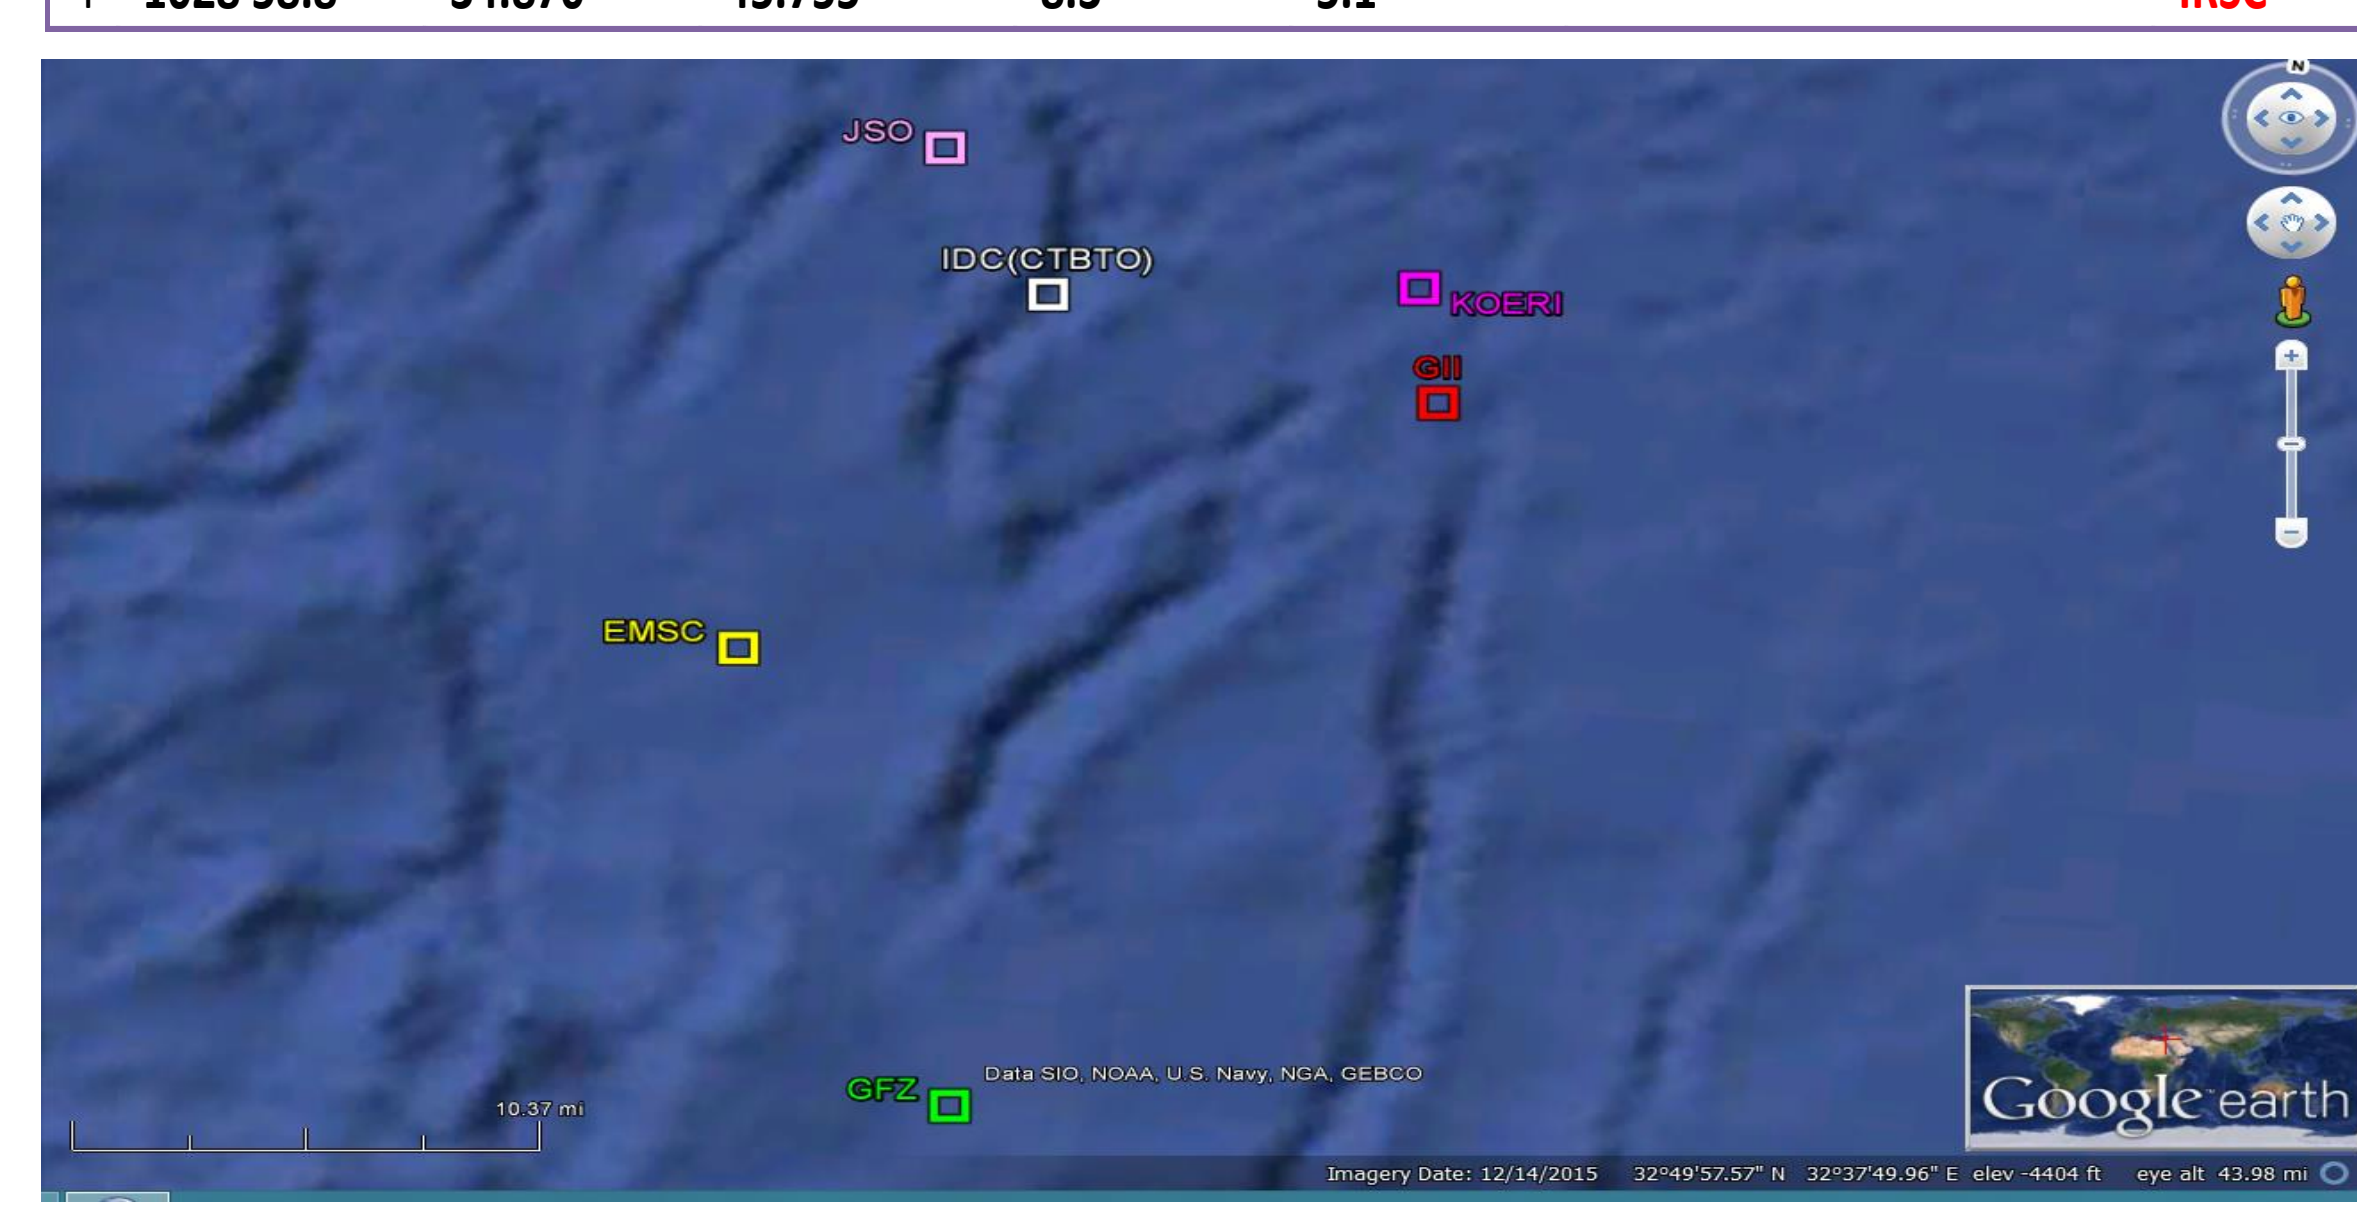 IRSC
N
JSO
IDC(CTBTO)
KOERI
GII
EMSC
GFZ
Data SIO, NOAA, U.S. Navy, NGA, GEBCO
10.37 mi
Google earth
Imagery Date: 12/14/2015 32°49'57.57" N 32°37'49.96" E elev -4404 ft eye alt 43.98 mi